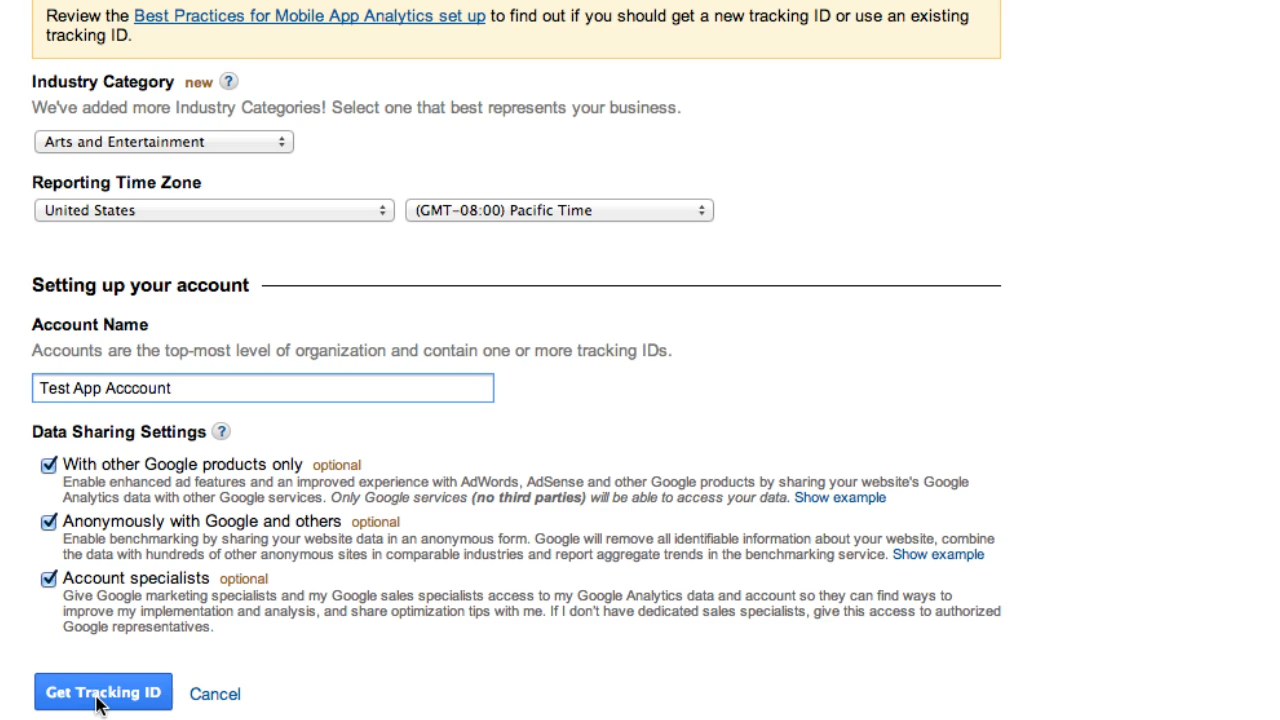 Review the Best Practices for Mobile App Analytics set up to find out if you should get a new tracking ID or use an existing
tracking ID.
Industry Category new ?
We've added more Industry Categories! Select one that best represents your business.
Arts and Entertainment
Reporting Time Zone
United States (GMT-08:00) Pacific Time
Setting up your account
Account Name
Accounts are the top-most level of organization and contain one or more tracking IDs.
Test App Acccount
Data Sharing Settings ?
With other Google products only optional
Enable enhanced ad features and an improved experience with AdWords, AdSense and other Google products by sharing your website's Google
Analytics data with other Google services. Only Google services (no third parties) will be able to access your data. Show example
Anonymously with Google and others optional
Enable benchmarking by sharing your website data in an anonymous form. Google will remove all identifiable information about your website, combine
the data with hundreds of other anonymous sites in comparable industries and report aggregate trends in the benchmarking service. Show example
Account specialists optional
Give Google marketing specialists and my Google sales specialists access to my Google Analytics data and account so they can find ways to
improve my implementation and analysis, and share optimization tips with me. If I don't have dedicated sales specialists, give this access to authorized
Google representatives.
Get Tracking ID Cancel